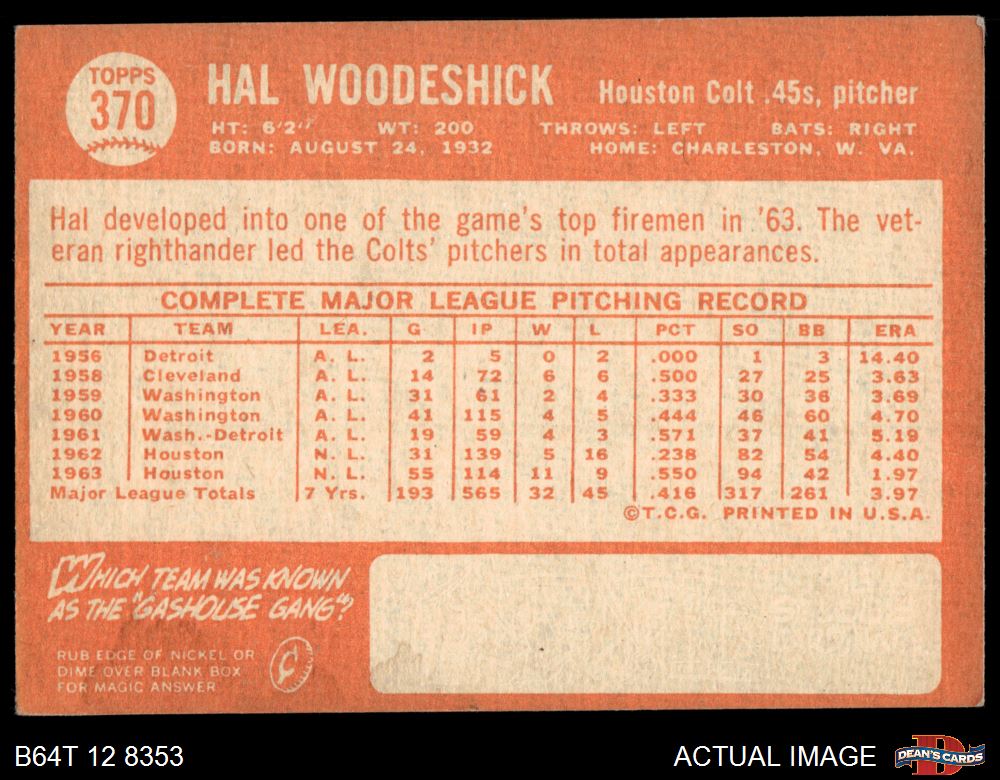 TOPPS
370
HAL WOODESHICK Houston Colt .45s, pitcher
HT: 6'2" WT: 200 THROWS: LEFT BATS: RIGHT
BORN: AUGUST 24, 1932 HOME: CHARLESTON, W. VA.
Hal developed into one of the game's top firemen in '63. The vet-
eran righthander led the Colts' pitchers in total appearances.
COMPLETE MAJOR LEAGUE PITCHING RECORD
YEAR TEAM LEA. G IP W L PCT SO BB ERA
1956 Detroit A. L. 2 5 0 2 .000 1 3 14.40
1958 Cleveland A. L. 14 72 6 6 .500 27 25 3.63
1959 Washington A. L. 31 61 2 4 .333 30 36 3.69
1960 Washington A. L. 41 115 4 5 .444 46 60 4.70
1961 Wash.-Detroit A. L. 19 59 4 3 .571 37 41 5.19
1962 Houston N. L. 31 139 5 16 .238 82 54 4.40
1963 Houston N. L. 55 114 11 9 .550 94 42 1.97
Major League Totals 7 Yrs. 193 565 32 45 .416 317 261 3.97
©T.C.G. PRINTED IN U.S.A.
WHICH TEAM WAS KNOWN
AS THE "GASHOUSE GANG"?
RUB EDGE OF NICKEL OR
DIME OVER BLANK BOX
FOR MAGIC ANSWER
B64T 12 8353 ACTUAL IMAGE DEAN'S CARDS